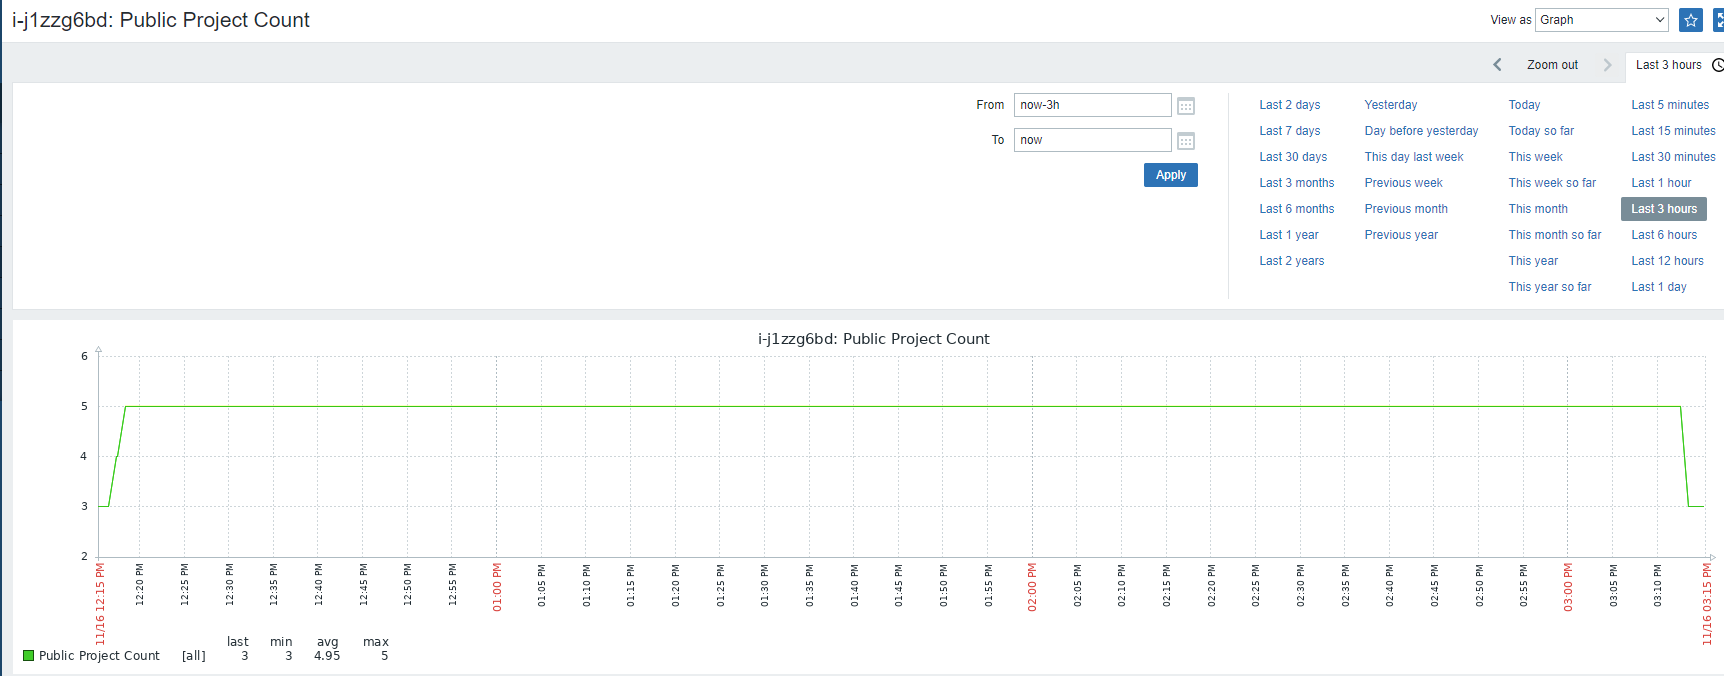 i-j1zzg6bd: Public Project Count
View as Graph
Zoom out Last 3 hours
From now-3h
To now
Apply
Last 2 days Yesterday Today Last 5 minutes
Last 7 days Day before yesterday Today so far Last 15 minutes
Last 30 days This day last week This week Last 30 minutes
Last 3 months Previous week This week so far Last 1 hour
Last 6 months Previous month This month Last 3 hours
Last 1 year Previous year This month so far Last 6 hours
Last 2 years This year Last 12 hours
This year so far Last 1 day
i-j1zzg6bd: Public Project Count
6
5
4
3
2
11/16 12:15 PM 12:20 PM 12:25 PM 12:30 PM 12:35 PM 12:40 PM 12:45 PM 12:50 PM 12:55 PM 01:00 PM 01:05 PM 01:10 PM 01:15 PM 01:20 PM 01:25 PM 01:30 PM 01:35 PM 01:40 PM 01:45 PM 01:50 PM 01:55 PM 02:00 PM 02:05 PM 02:10 PM 02:15 PM 02:20 PM 02:25 PM 02:30 PM 02:35 PM 02:40 PM 02:45 PM 02:50 PM 02:55 PM 03:00 PM 03:05 PM 03:10 PM 11/16 03:15 PM
last min avg max
Public Project Count [all] 3 3 4.95 5